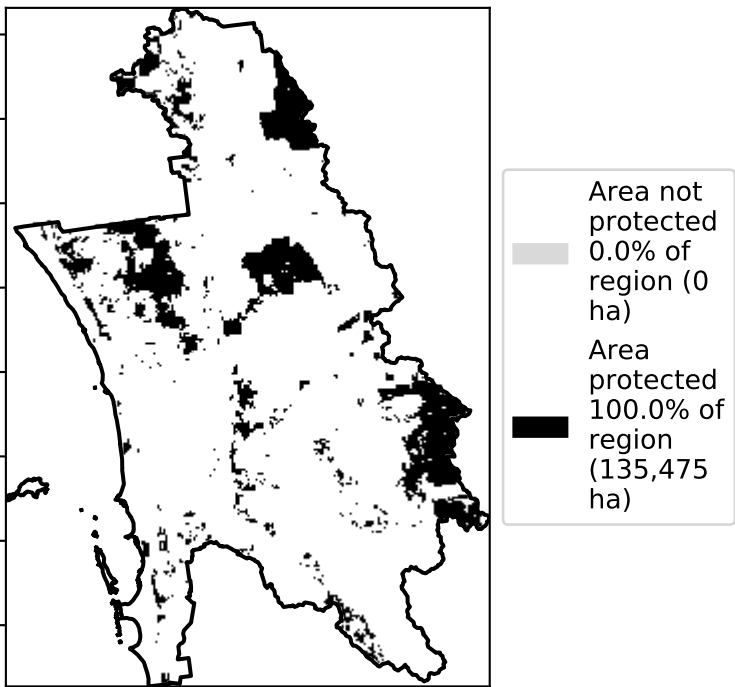 Area not
protected
0.0% of
region (0
ha)
Area
protected
100.0% of
region
(135,475
ha)